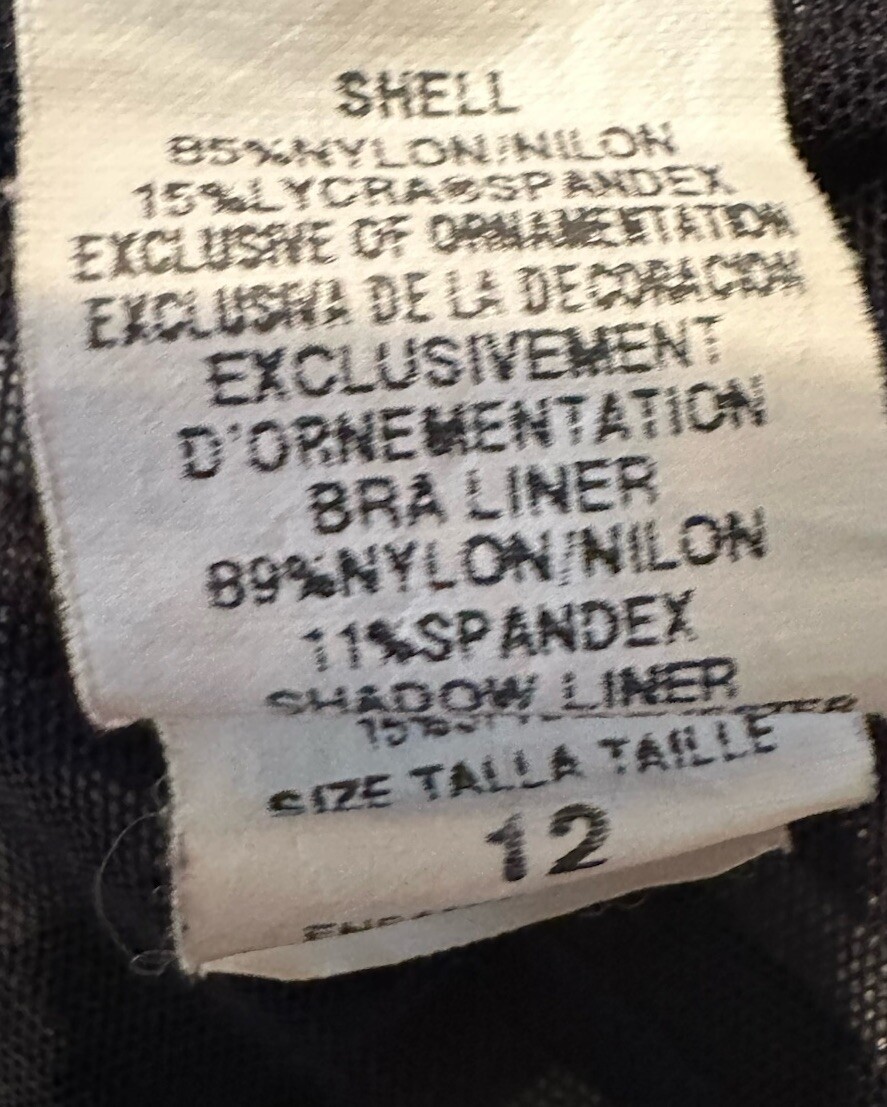 SHELL
85%NYLON/NILON
15%LYCRA®SPANDEX
EXCLUSIVE OF ORNAMENTATION
EXCLUSIVA DE LA DECORACION
EXCLUSIVEMENT
D'ORNEMENTATION
BRA LINER
89%NYLON/NILON
11%SPANDEX
SHADOW LINER
SIZE TALLA TAILLE
12